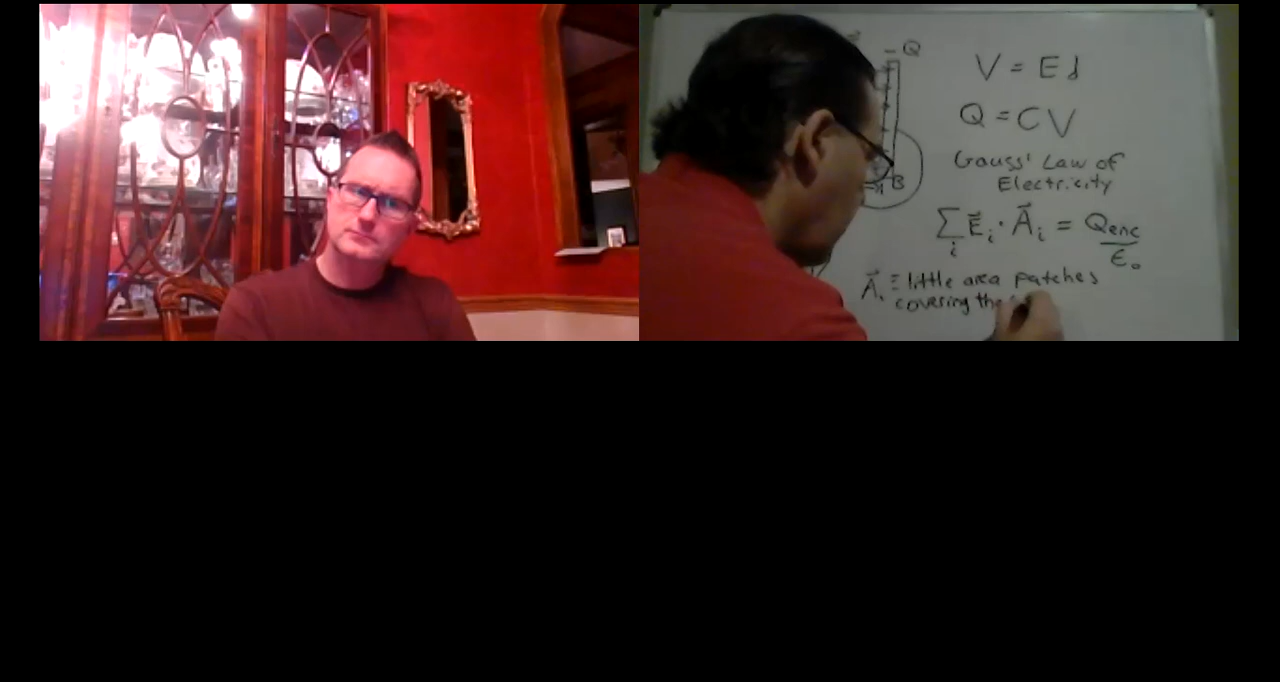 Q
V = Ed
Q = CV
Gauss' Law of
Electricity
B
∑ᵢ E⃗ᵢ · A⃗ᵢ = Qenc / ε₀
A⃗ᵢ ≡ little area patches
covering the